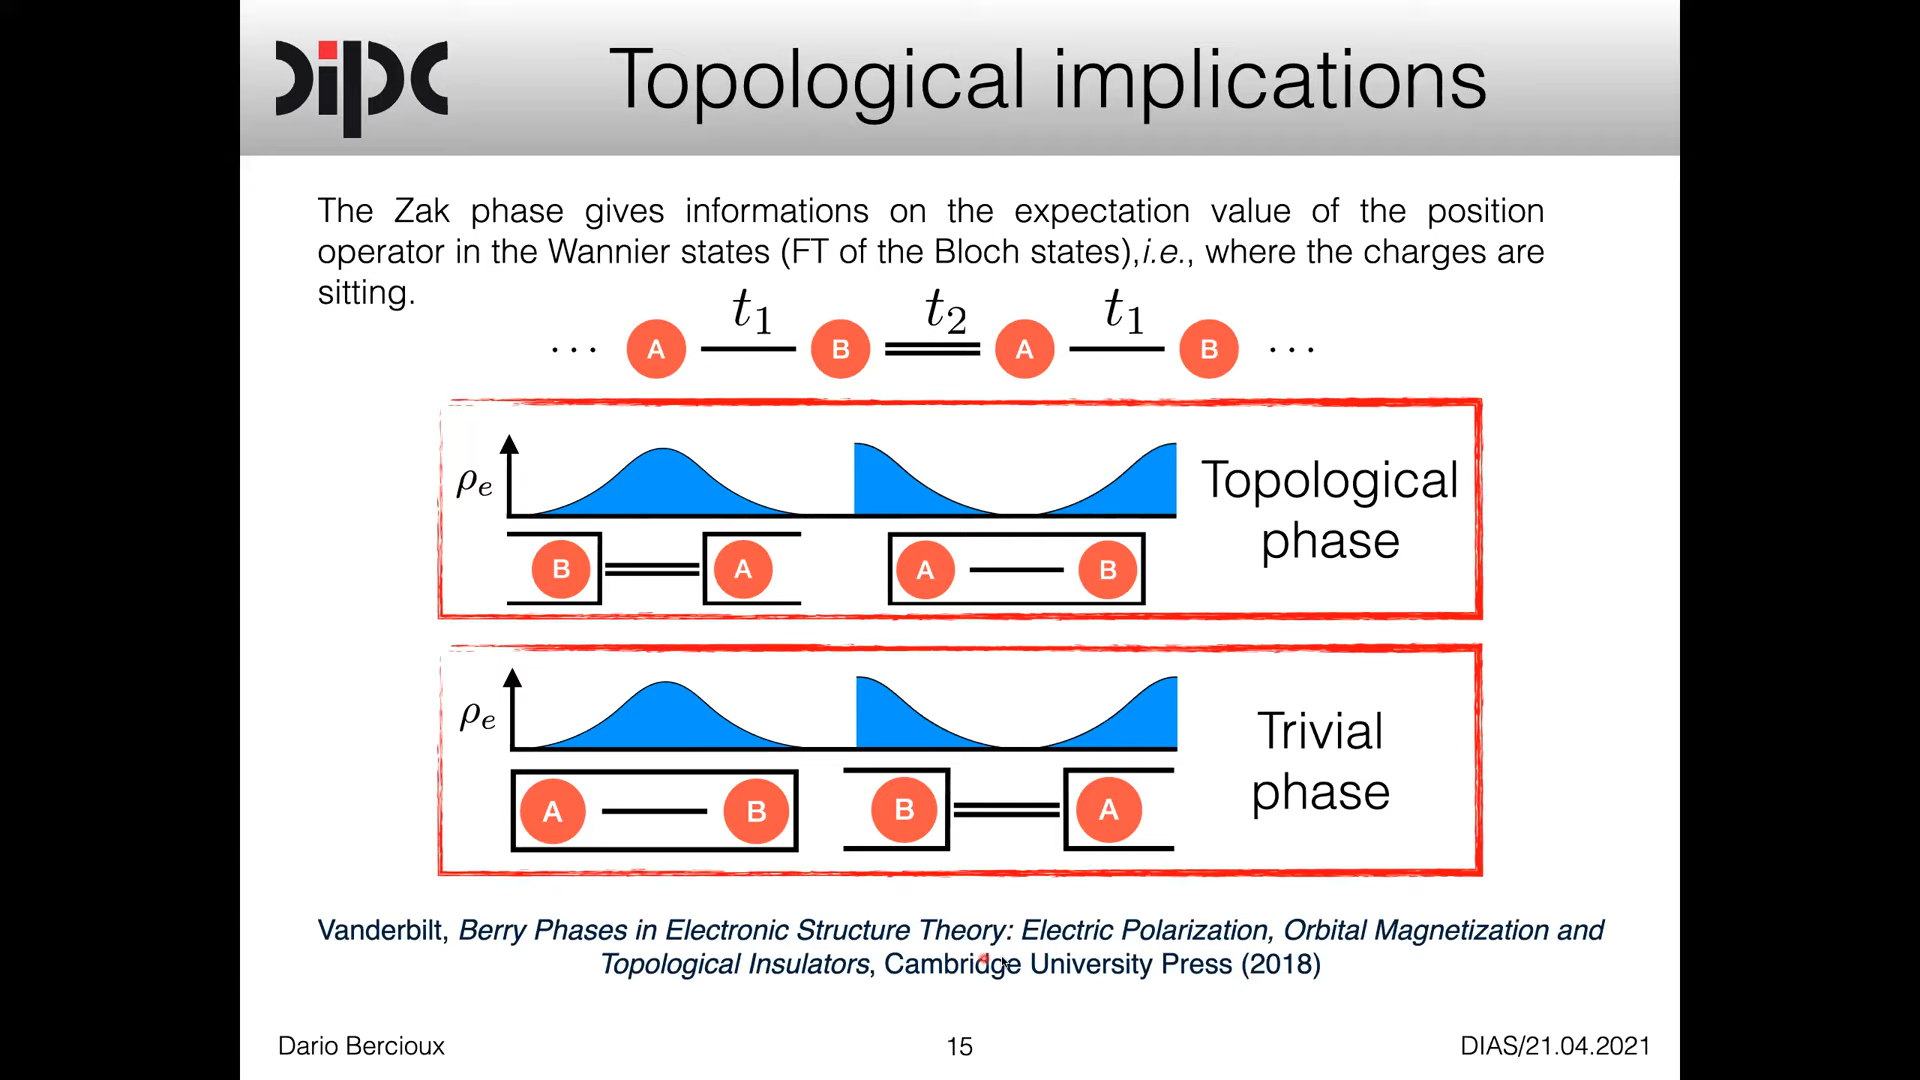 dipc
Topological implications
The Zak phase gives informations on the expectation value of the position
operator in the Wannier states (FT of the Bloch states),i.e., where the charges are
sitting.
t₁ t₂ t₁
··· A B A B ···
ρₑ
Topological
phase
B A A B
ρₑ
Trivial
phase
A B B A
Vanderbilt, Berry Phases in Electronic Structure Theory: Electric Polarization, Orbital Magnetization and
Topological Insulators, Cambridge University Press (2018)
Dario Bercioux 15 DIAS/21.04.2021